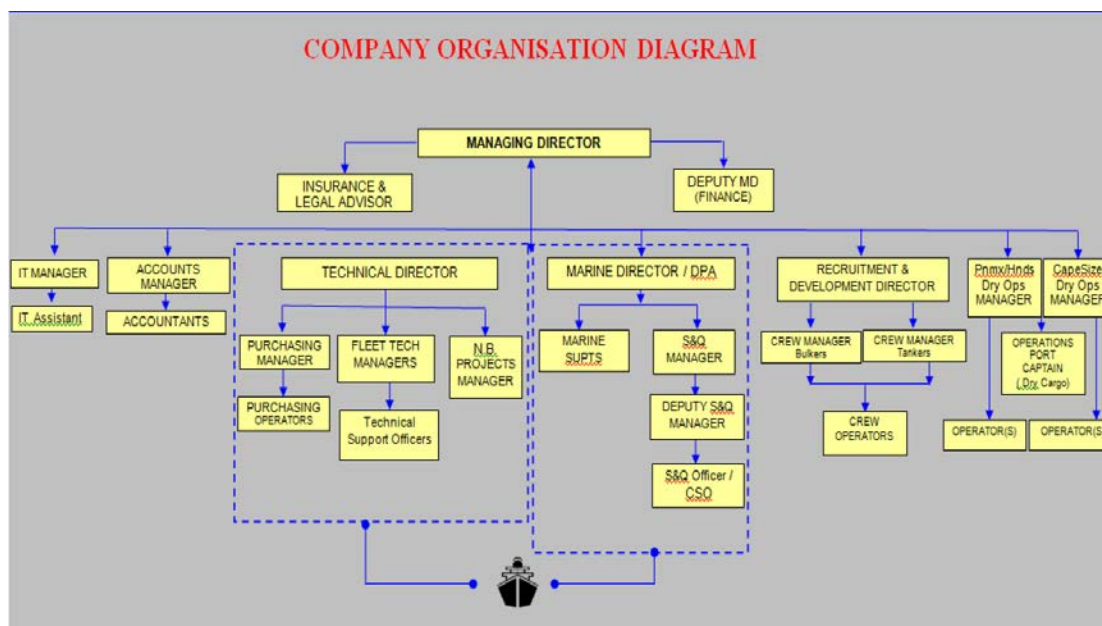 COMPANY ORGANISATION DIAGRAM
MANAGING DIRECTOR
INSURANCE &
LEGAL ADVISOR
DEPUTY MD
(FINANCE)
IT MANAGER
IT Assistant
ACCOUNTS
MANAGER
ACCOUNTANTS
TECHNICAL DIRECTOR
PURCHASING
MANAGER
PURCHASING
OPERATORS
FLEET TECH
MANAGERS
Technical
Support Officers
N.B.
PROJECTS
MANAGER
MARINE DIRECTOR / DPA
MARINE
SUPTS
S&Q
MANAGER
DEPUTY S&Q
MANAGER
S&Q Officer /
CSO
RECRUITMENT &
DEVELOPMENT DIRECTOR
CREW MANAGER
Bulkers
CREW MANAGER
Tankers
CREW
OPERATORS
Pnmx/Hnds
Dry Ops
MANAGER
CapeSize
Dry Ops
MANAGER
OPERATIONS
PORT
CAPTAIN
(.Dry Cargo)
OPERATOR(S)
OPERATOR(S